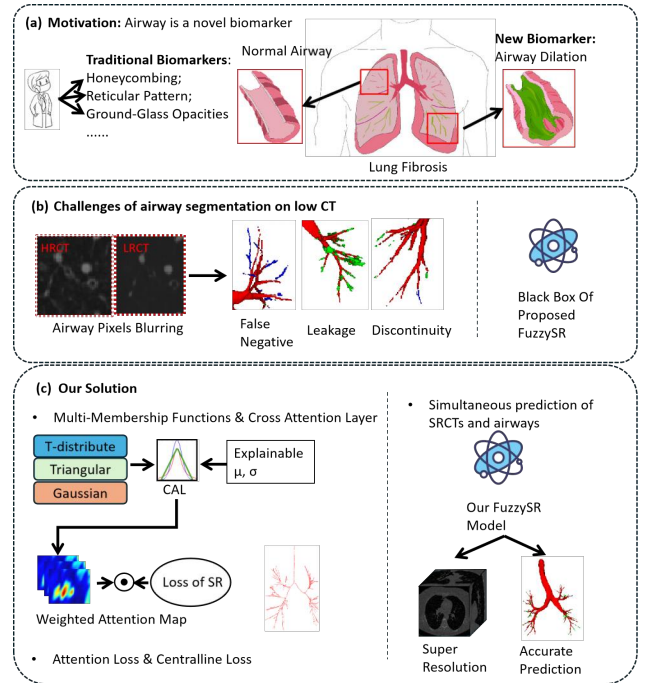 (a) Motivation: Airway is a novel biomarker
Traditional Biomarkers:
Honeycombing;
Reticular Pattern;
Ground-Glass Opacities
......
Normal Airway
Lung Fibrosis
New Biomarker:
Airway Dilation
(b) Challenges of airway segmentation on low CT
HRCT
LRCT
Airway Pixels Blurring
False
Negative
Leakage
Discontinuity
Black Box Of
Proposed
FuzzySR
(c) Our Solution
• Multi-Membership Functions & Cross Attention Layer
T-distribute
Triangular
Gaussian
CAL
Explainable
μ, σ
Weighted Attention Map
Loss of SR
• Attention Loss & Centralline Loss
• Simultaneous prediction of
SRCTs and airways
Our FuzzySR
Model
Super
Resolution
Accurate
Prediction